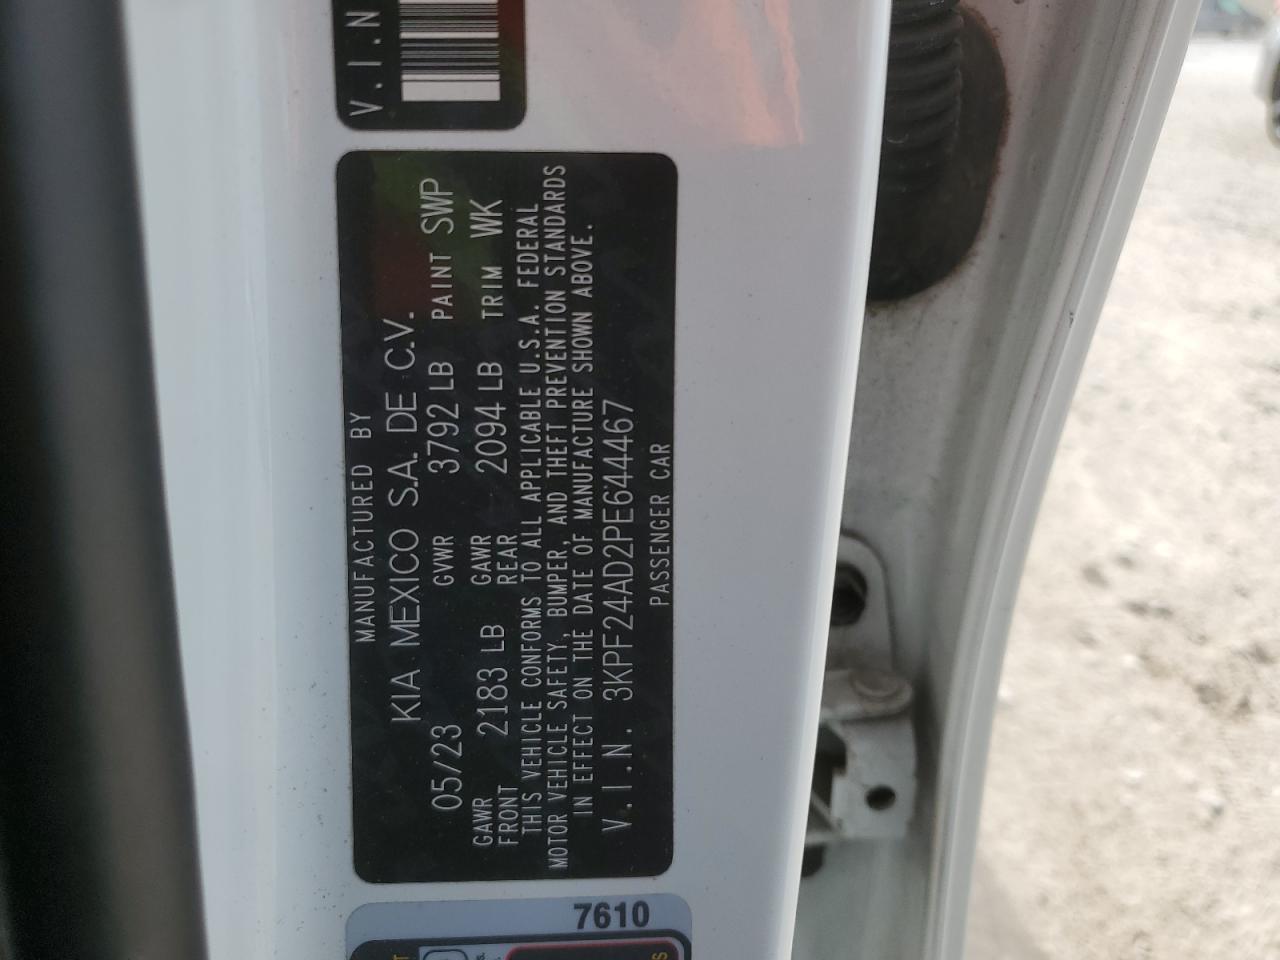 V.I.N
MANUFACTURED BY
KIA MEXICO S.A. DE C.V.
05/23 GVWR 3792 LB PAINT SWP
GAWR FRONT 2183 LB GAWR REAR 2094 LB TRIM WK
THIS VEHICLE CONFORMS TO ALL APPLICABLE U.S.A. FEDERAL
MOTOR VEHICLE SAFETY, BUMPER, AND THEFT PREVENTION STANDARDS
IN EFFECT ON THE DATE OF MANUFACTURE SHOWN ABOVE.
V.I.N. 3KPF24AD2PE644467
PASSENGER CAR
7610